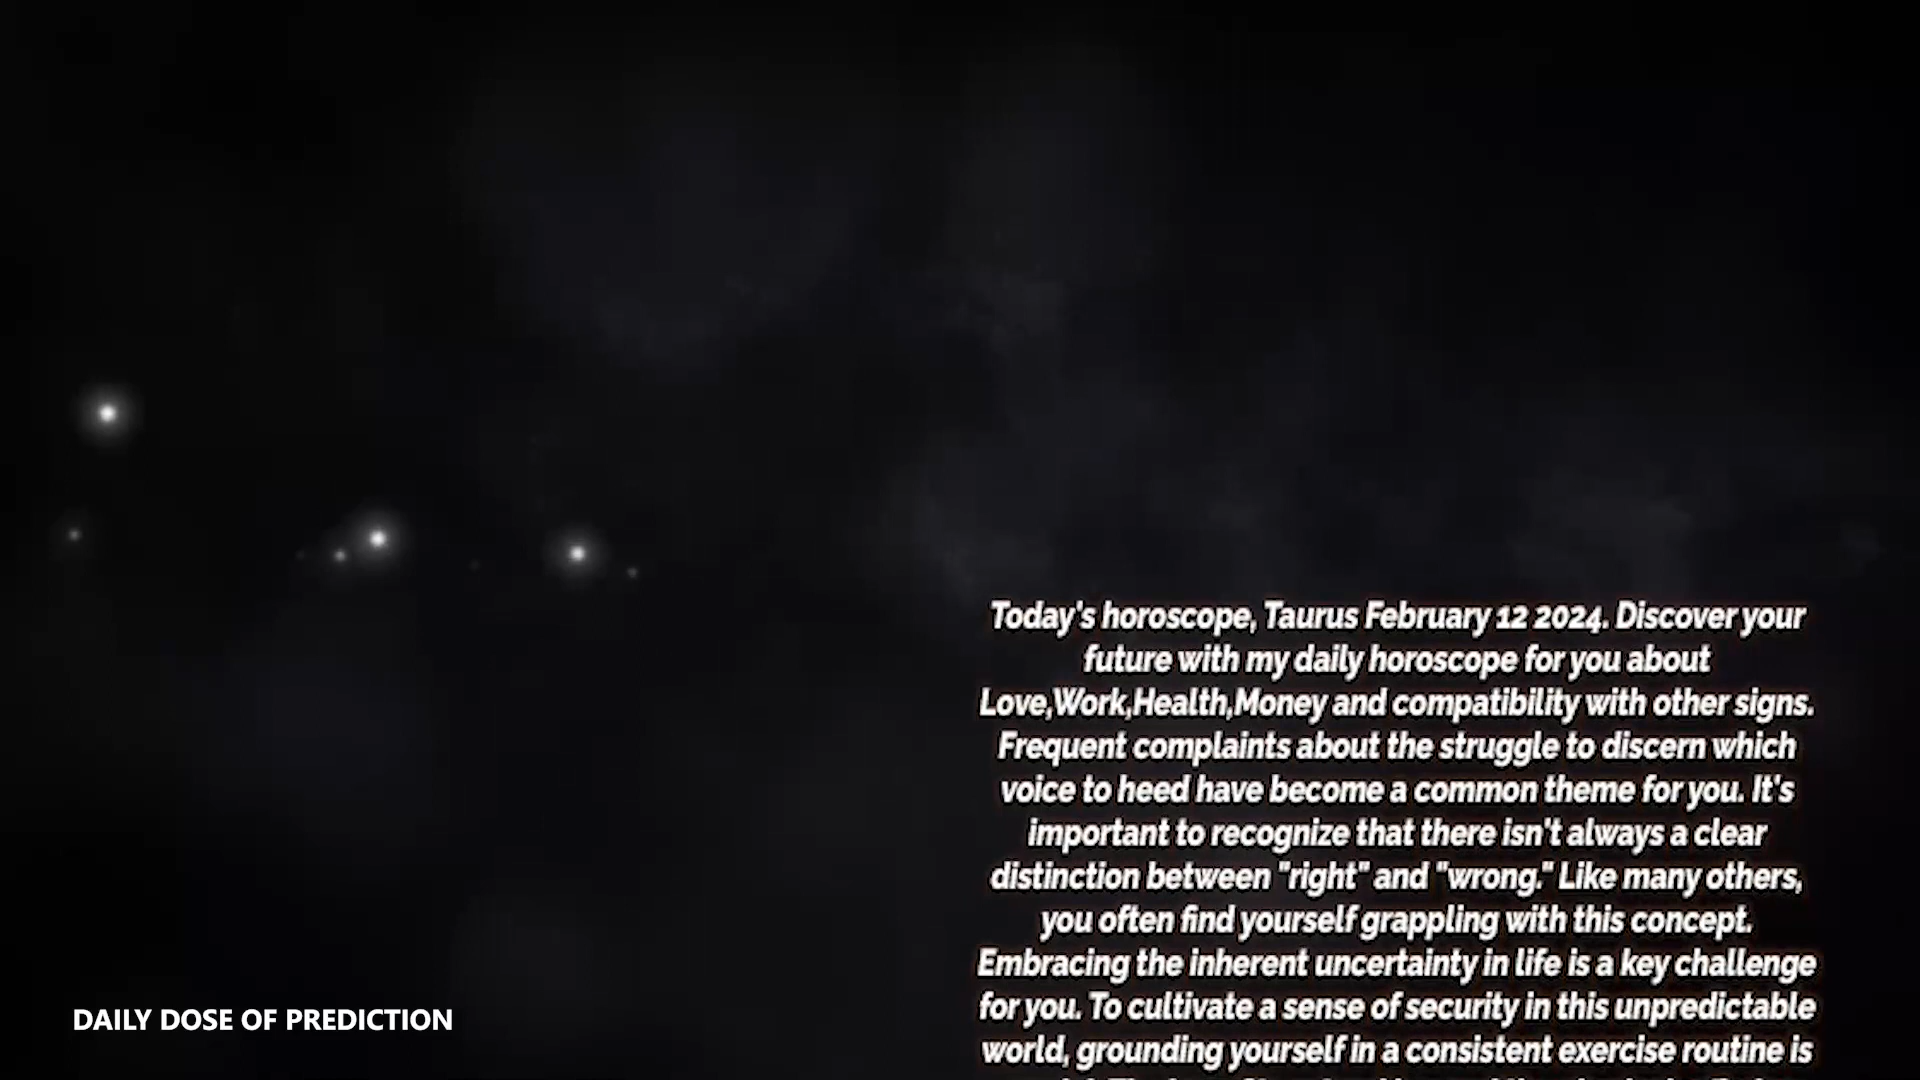 Today's horoscope, Taurus February 12 2024. Discover your
future with my daily horoscope for you about
Love,Work,Health,Money and compatibility with other signs.
Frequent complaints about the struggle to discern which
voice to heed have become a common theme for you. It's
important to recognize that there isn't always a clear
distinction between "right" and "wrong." Like many others,
you often find yourself grappling with this concept.
Embracing the inherent uncertainty in life is a key challenge
for you. To cultivate a sense of security in this unpredictable
world, grounding yourself in a consistent exercise routine is
DAILY DOSE OF PREDICTION